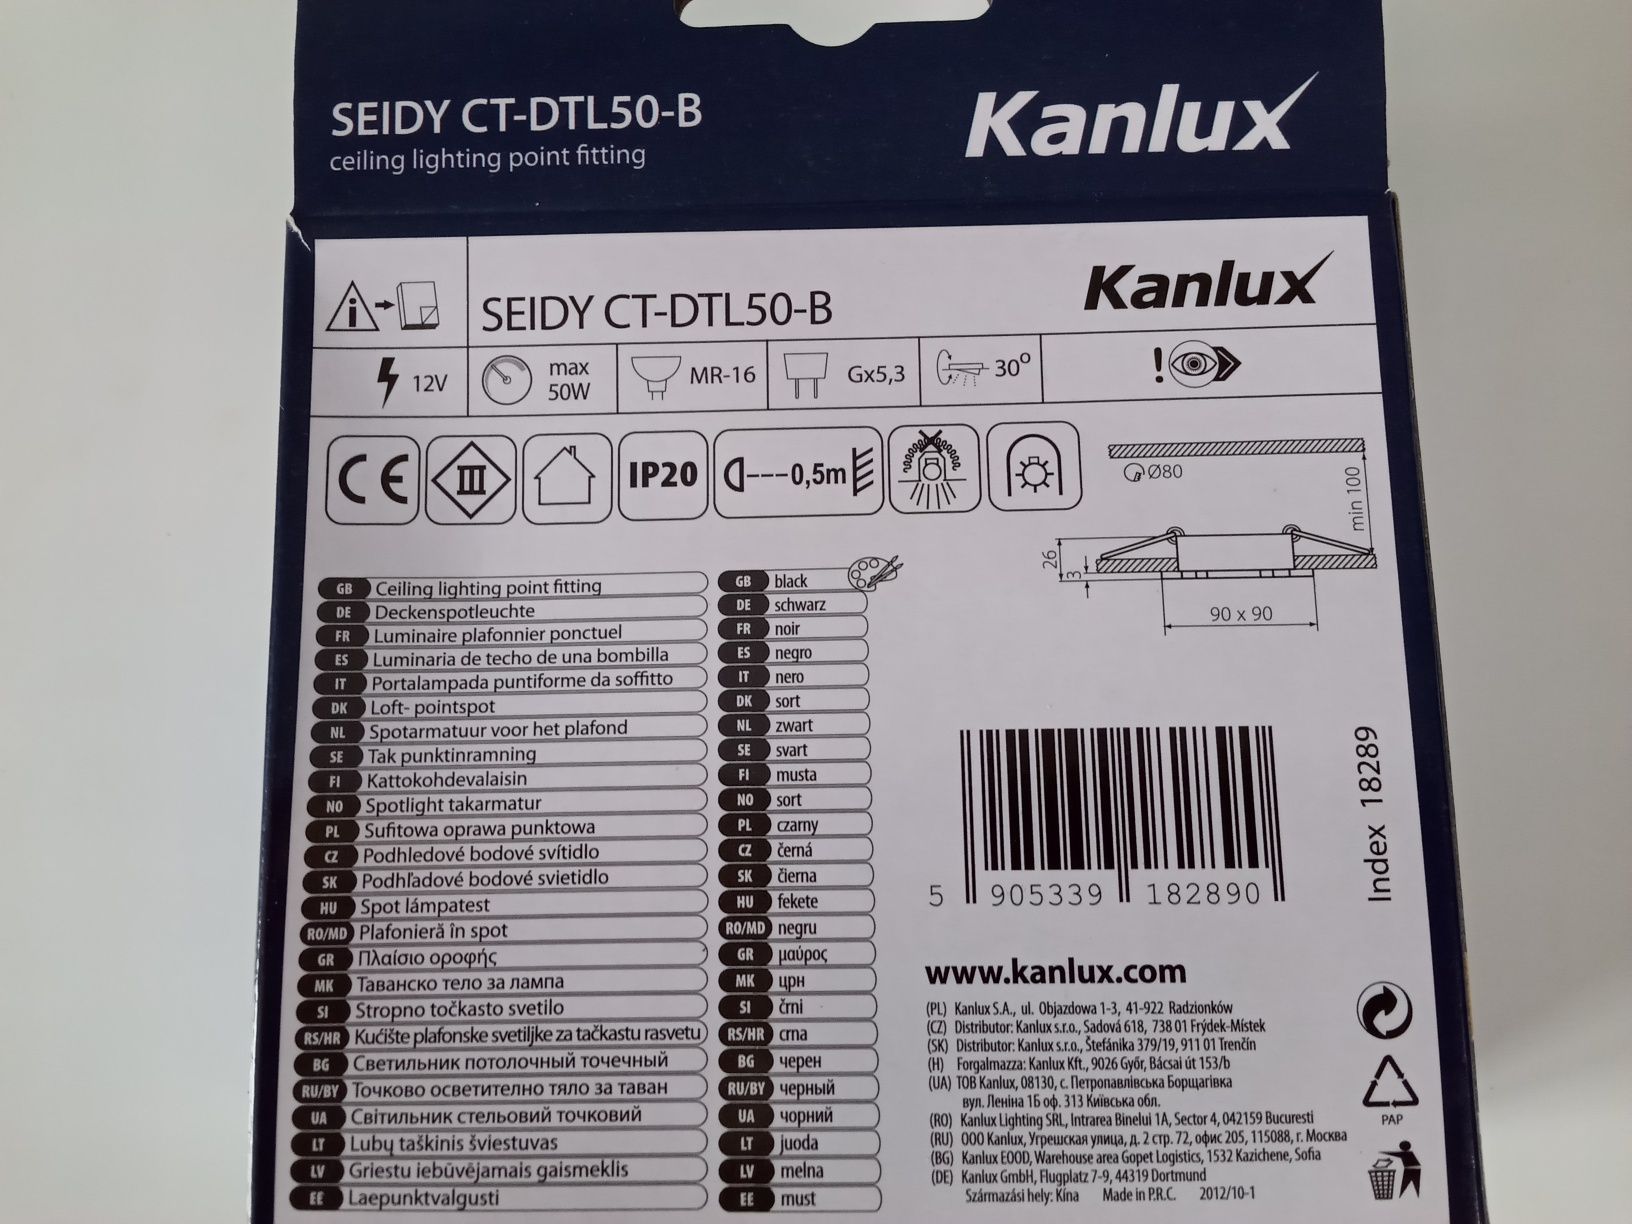 SEIDY CT-DTL50-B
ceiling lighting point fitting
Kanlux
SEIDY CT-DTL50-B
Kanlux
12V
max
50W
MR-16
Gx5,3
30°
!
CE
III
IP20
0,5m
Ø80
min 100
26
3
90 x 90
GB Ceiling lighting point fitting
DE Deckenspotleuchte
FR Luminaire plafonnier ponctuel
ES Luminaria de techo de una bombilla
IT Portalampada puntiforme da soffitto
DK Loft- pointspot
NL Spotarmatuur voor het plafond
SE Tak punktinramning
FI Kattokohdevalaisin
NO Spotlight takarmatur
PL Sufitowa oprawa punktowa
CZ Podhledové bodové svítidlo
SK Podhľadové bodové svietidlo
HU Spot lámpatest
RO/MD Plafonieră în spot
GR Πλαίσιο οροφής
MK Таванско тело за лампа
SI Stropno točkasto svetilo
RS/HR Kućište plafonske svetiljke za tačkastu rasvetu
BG Светильник потолочный точечный
RU/BY Точково осветително тяло за таван
UA Світильник стельовий точковий
LT Lubų taškinis šviestuvas
LV Griestu iebūvējamais gaismeklis
EE Laepunktvalgusti
GB black
DE schwarz
FR noir
ES negro
IT nero
DK sort
NL zwart
SE svart
FI musta
NO sort
PL czarny
CZ černá
SK čierna
HU fekete
RO/MD negru
GR μαύρος
MK црн
SI črni
RS/HR crna
BG черен
RU/BY черный
UA чорний
LT juoda
LV melna
EE must
5 905339 182890
Index 18289
www.kanlux.com
(PL) Kanlux S.A., ul. Objazdowa 1-3, 41-922 Radzionków
(CZ) Distributor: Kanlux s.r.o., Sadová 618, 738 01 Frýdek-Místek
(SK) Distributor: Kanlux s.r.o., Štefánika 379/19, 911 01 Trenčín
(H) Forgalmazza: Kanlux Kft., 9026 Győr, Bácsai út 153/b
(UA) ТОВ Kanlux, 08130, с. Петропавлівська Борщагівка
вул. Леніна 1Б оф. 313 Київська обл.
(RO) Kanlux Lighting SRL, Intrarea Binelui 1A, Sector 4, 042159 Bucuresti
(RU) ООО Kanlux, Угрешская улица, д. 2 стр. 72, офис 205, 115088, г. Москва
(BG) Kanlux EOOD, Warehouse area Gopet Logistics, 1532 Kazichene, Sofia
(DE) Kanlux GmbH, Flugplatz 7-9, 44319 Dortmund
Származási hely: Kína Made in P.R.C. 2012/10-1
PAP